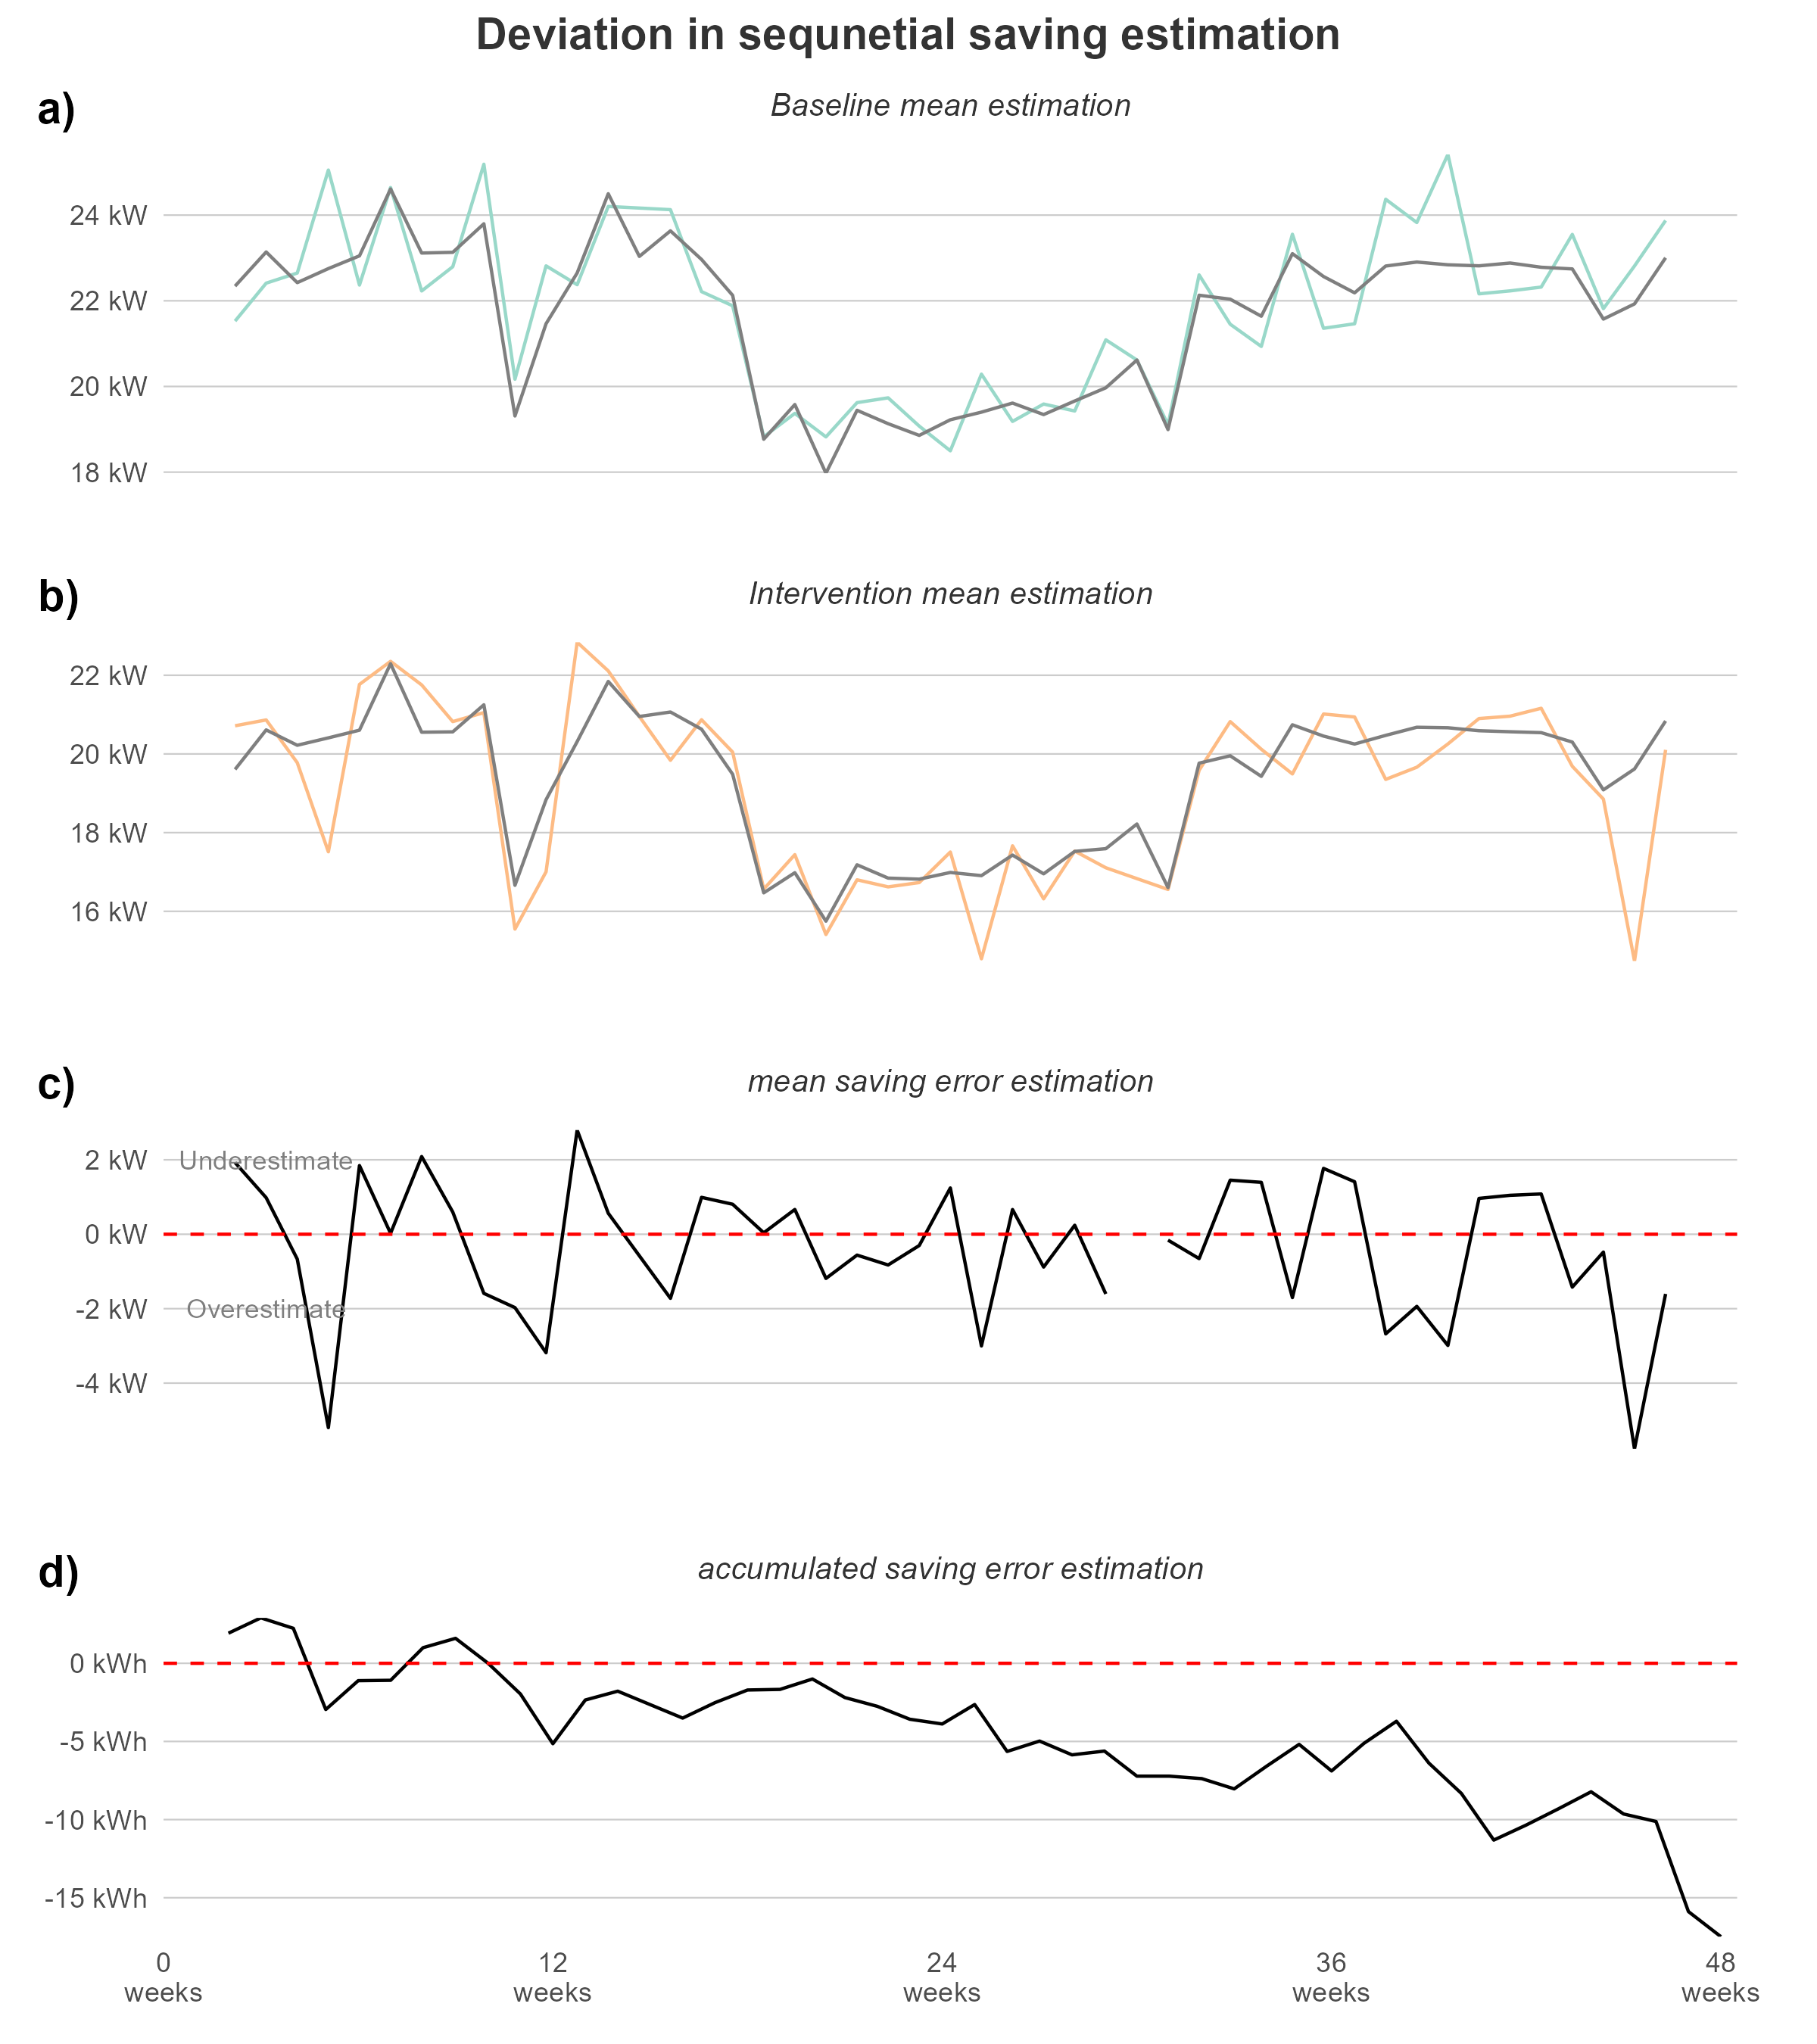 Deviation in sequnetial saving estimation
a)
Baseline mean estimation
24 kW
22 kW
20 kW
18 kW
b)
Intervention mean estimation
22 kW
20 kW
18 kW
16 kW
c)
mean saving error estimation
2 kW
Underestimate
0 kW
-2 kW
Overestimate
-4 kW
d)
accumulated saving error estimation
0 kWh
-5 kWh
-10 kWh
-15 kWh
0 12 24 36 48
weeks weeks weeks weeks weeks